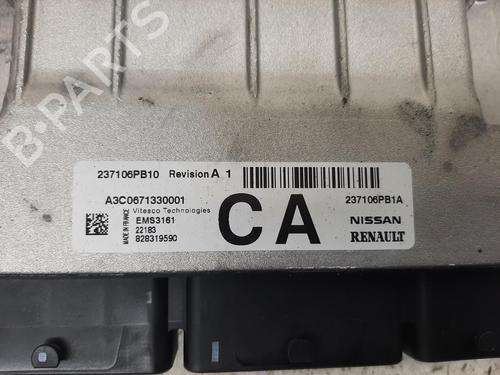 B-PARTS
237106PB10 Revision A 1
A3C0671330001 237106PB1A
Vitesco Technologies
MADE IN FRANCE
EMS3161
22183
828319590
CA
NISSAN
RENAULT